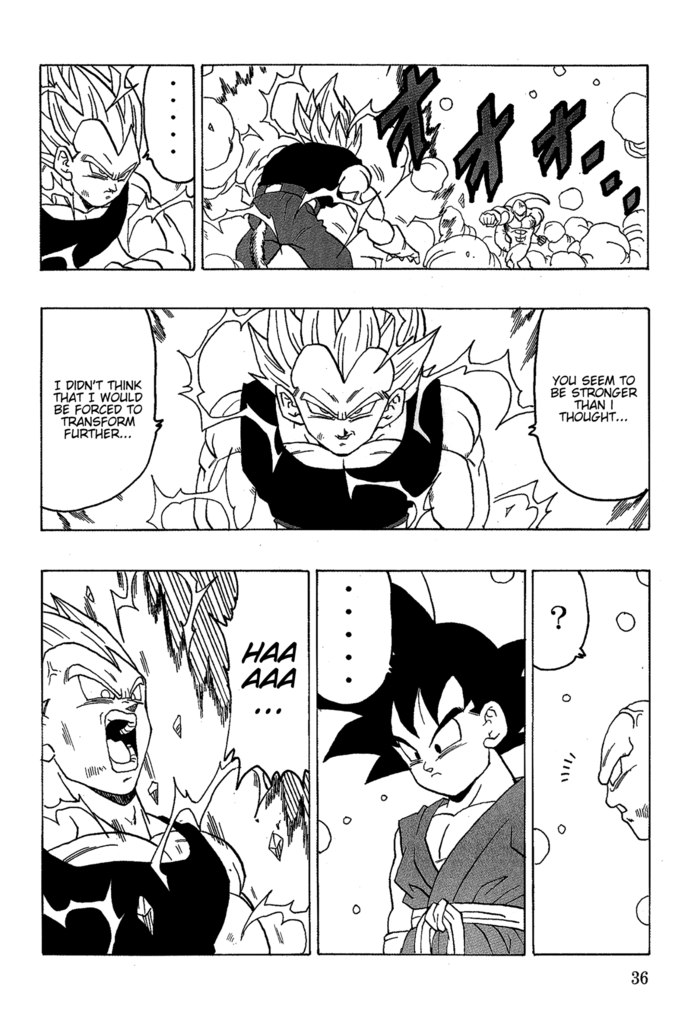 オオオ...
.....
YOU SEEM TO
BE STRONGER
THAN I
THOUGHT...
I DIDN'T THINK
THAT I WOULD
BE FORCED TO
TRANSFORM
FURTHER...
?
.....
HAA
AAA
...
36